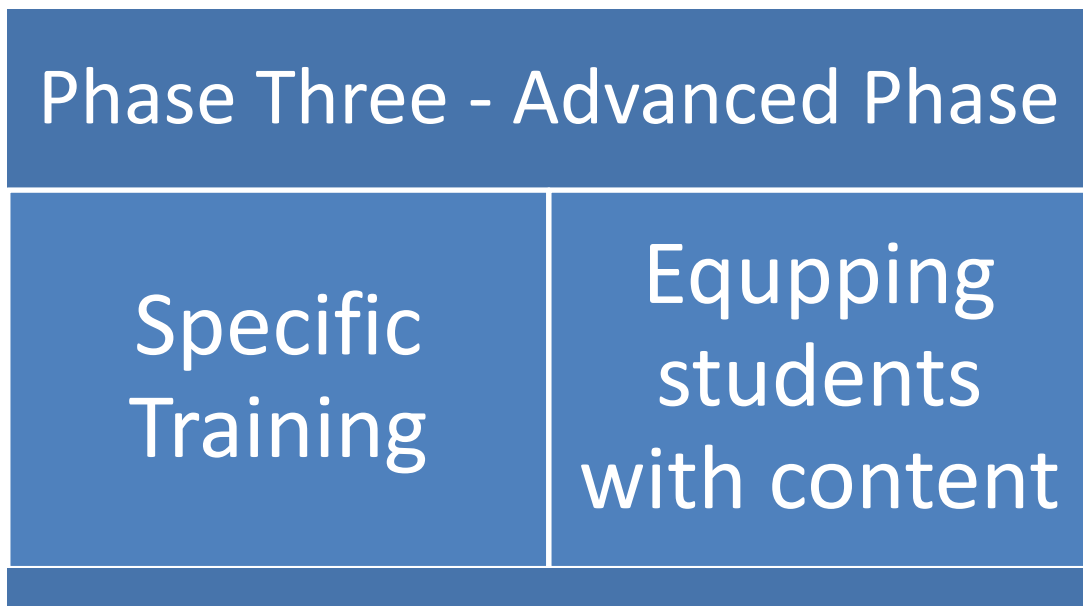 Phase Three - Advanced Phase
Specific
Training
Equpping
students
with content